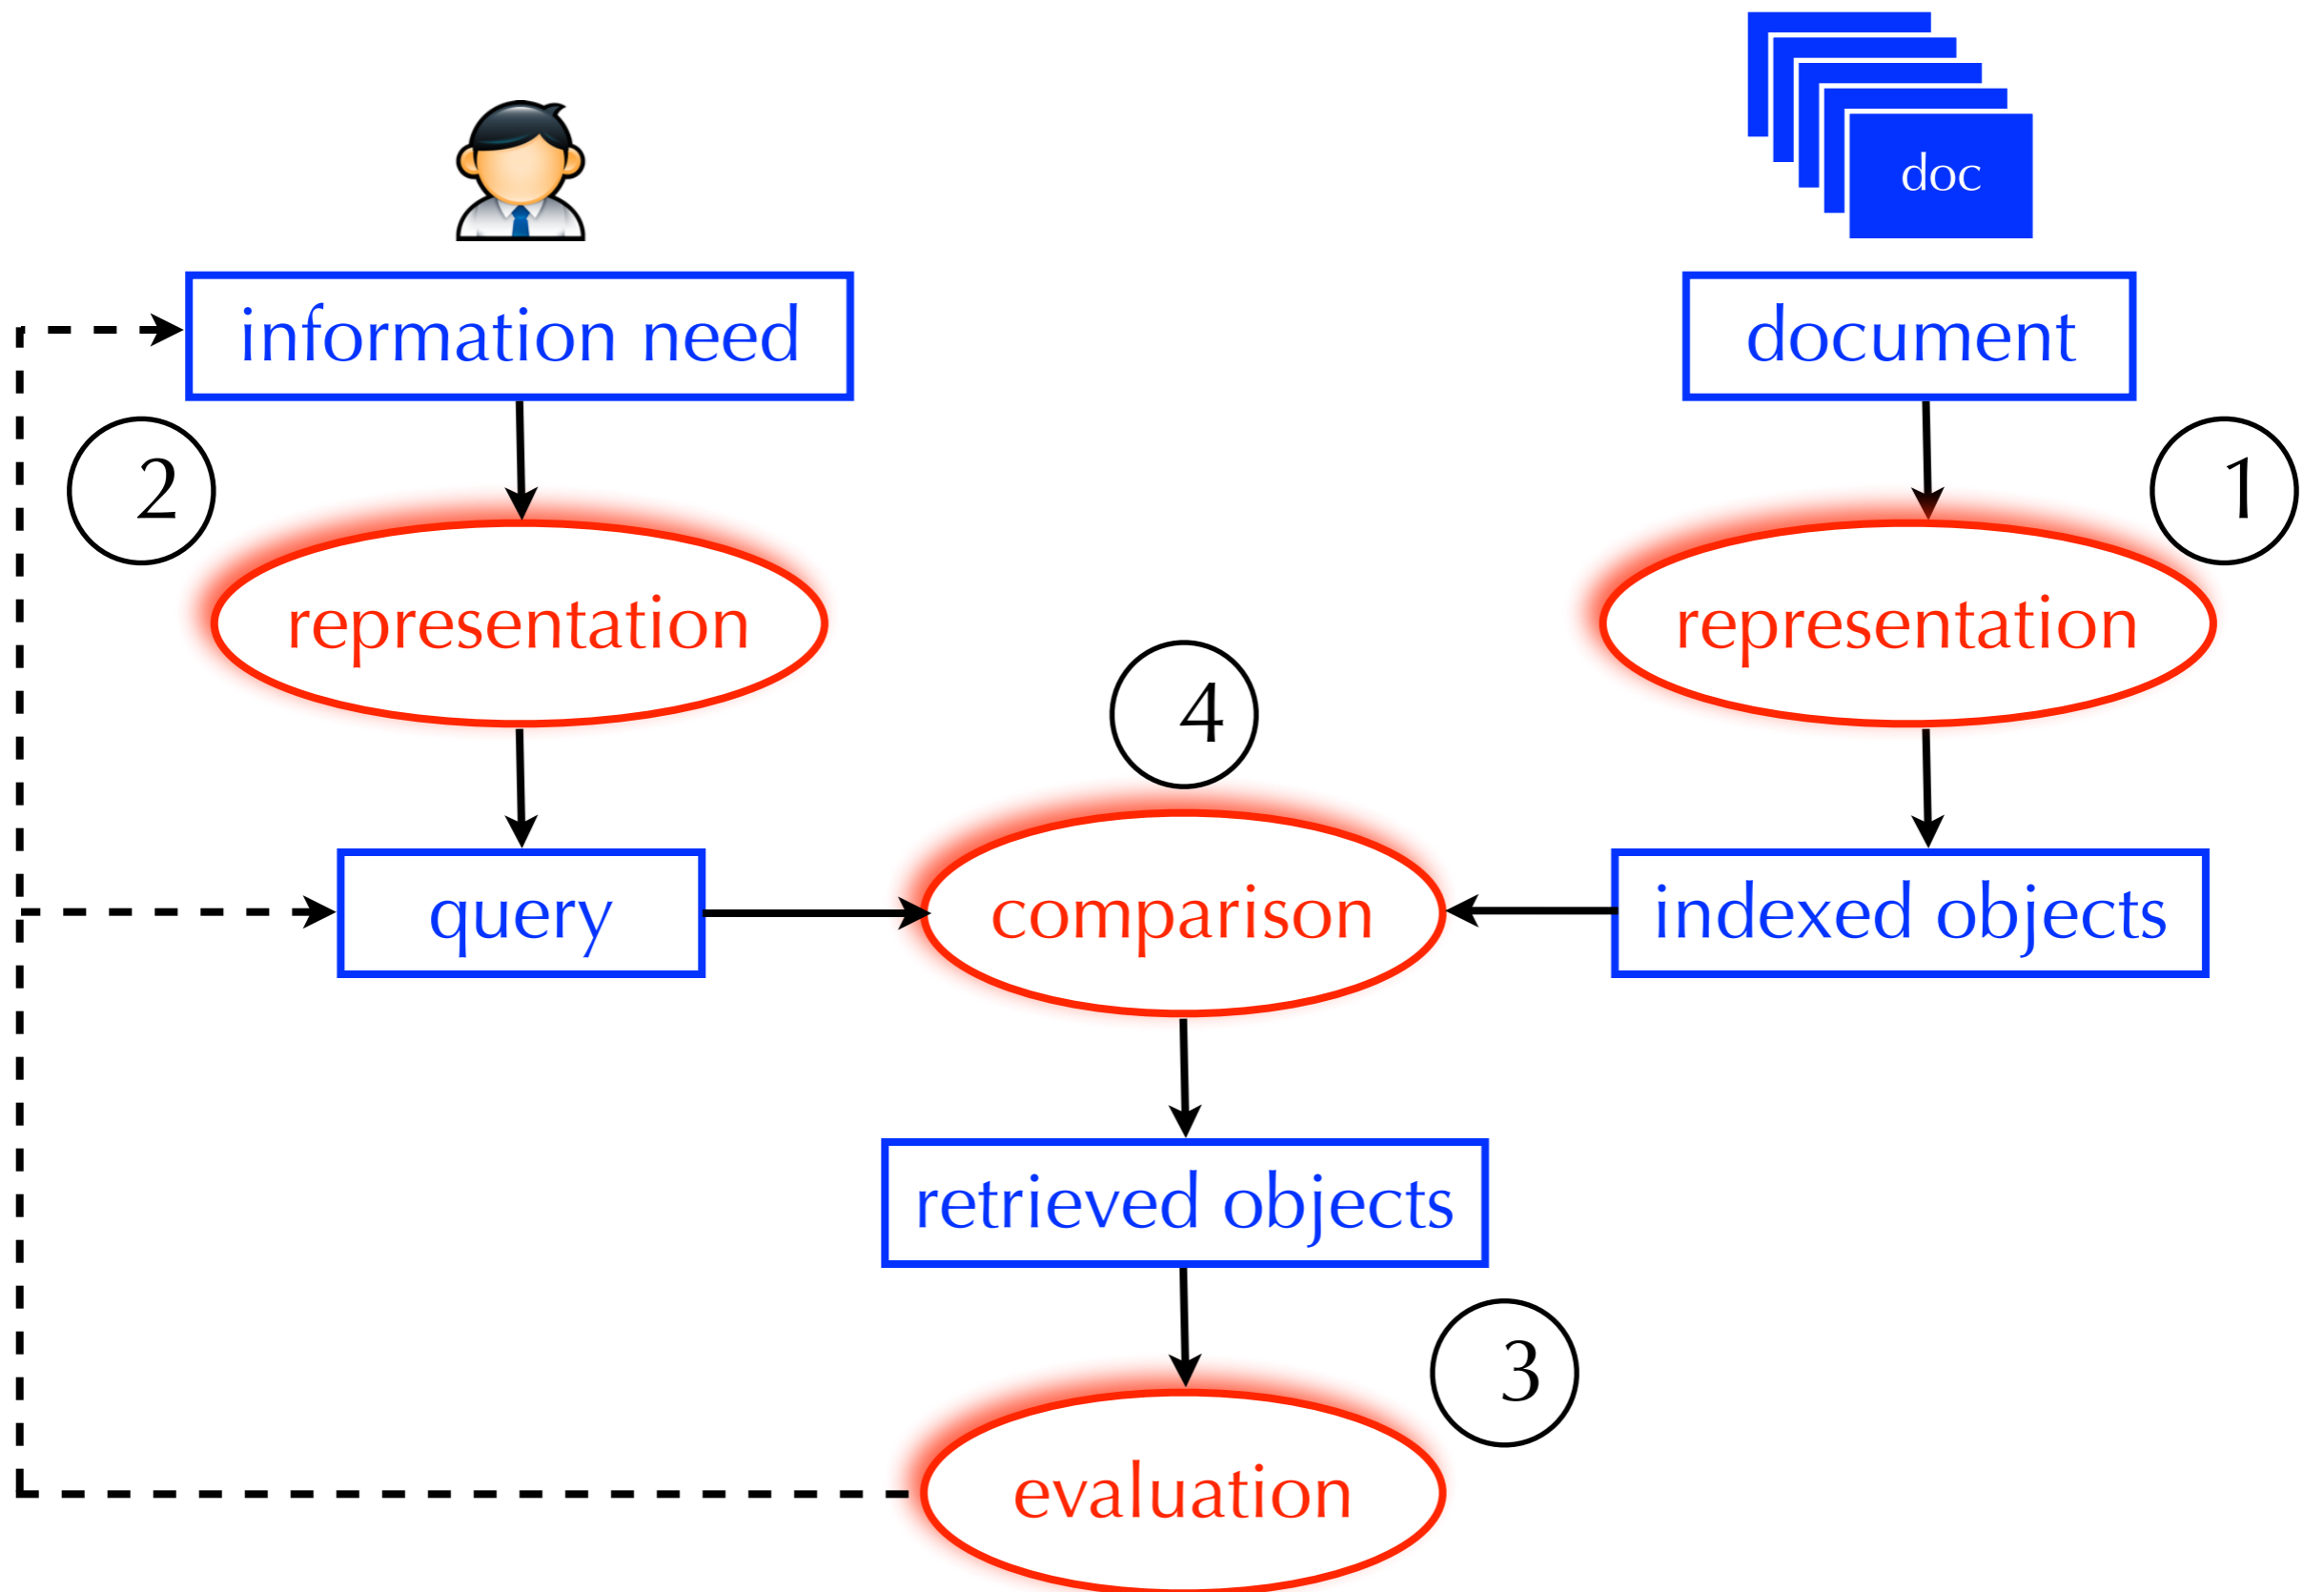 doc
information need
document
2
1
representation
representation
4
query
comparison
indexed objects
retrieved objects
3
evaluation